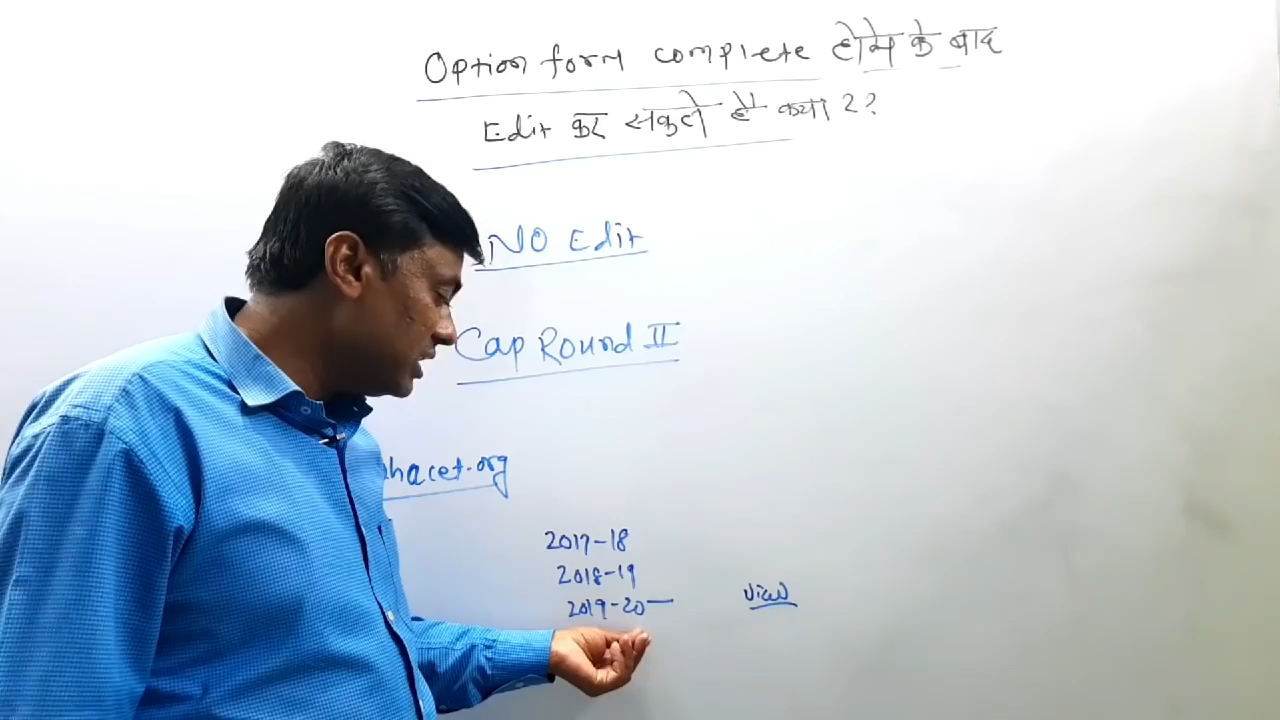 Option form complete होने के बाद
Edit कर सकते है क्या ??
NO Edit
Cap Round II
hacet.org
2017-18
2018-19
2019-20-
View